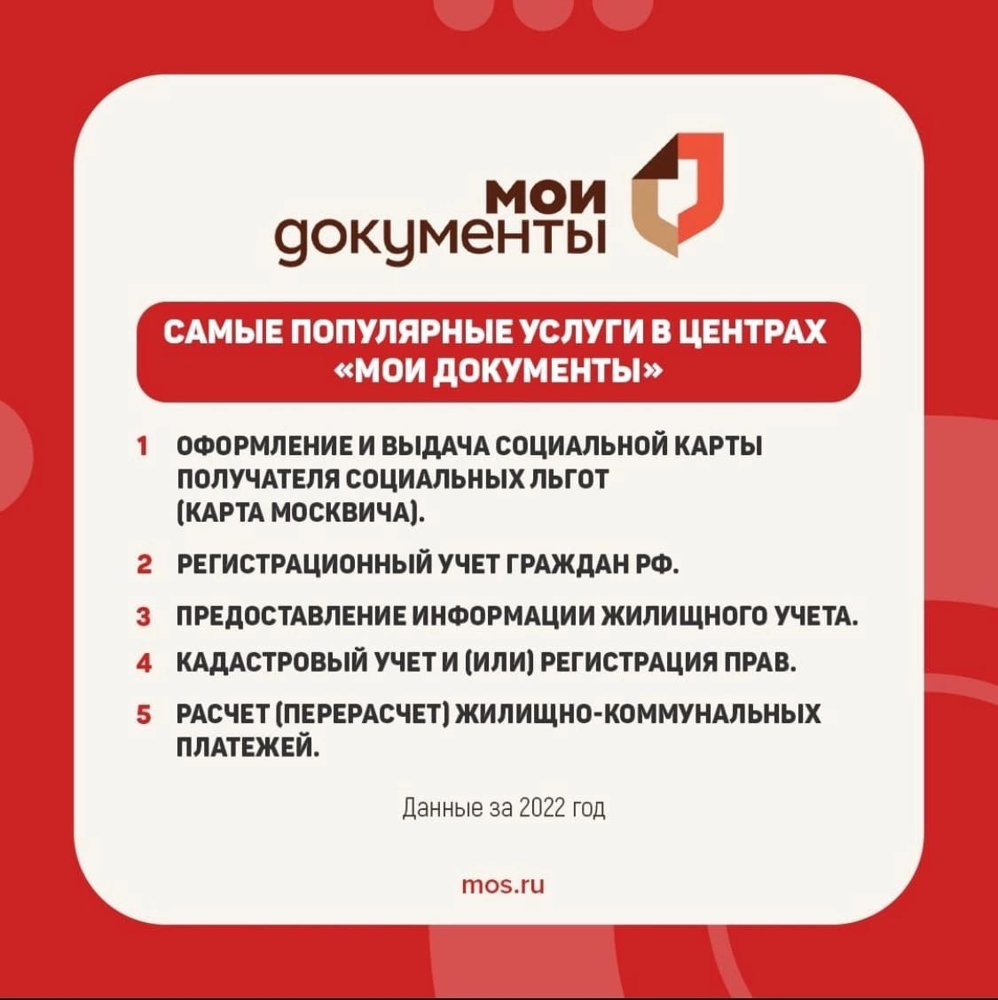 мои
документы
САМЫЕ ПОПУЛЯРНЫЕ УСЛУГИ В ЦЕНТРАХ
«МОИ ДОКУМЕНТЫ»
1 ОФОРМЛЕНИЕ И ВЫДАЧА СОЦИАЛЬНОЙ КАРТЫ
ПОЛУЧАТЕЛЯ СОЦИАЛЬНЫХ ЛЬГОТ
(КАРТА МОСКВИЧА).
2 РЕГИСТРАЦИОННЫЙ УЧЕТ ГРАЖДАН РФ.
3 ПРЕДОСТАВЛЕНИЕ ИНФОРМАЦИИ ЖИЛИЩНОГО УЧЕТА.
4 КАДАСТРОВЫЙ УЧЕТ И (ИЛИ) РЕГИСТРАЦИЯ ПРАВ.
5 РАСЧЕТ (ПЕРЕРАСЧЕТ) ЖИЛИЩНО-КОММУНАЛЬНЫХ
ПЛАТЕЖЕЙ.
Данные за 2022 год
mos.ru